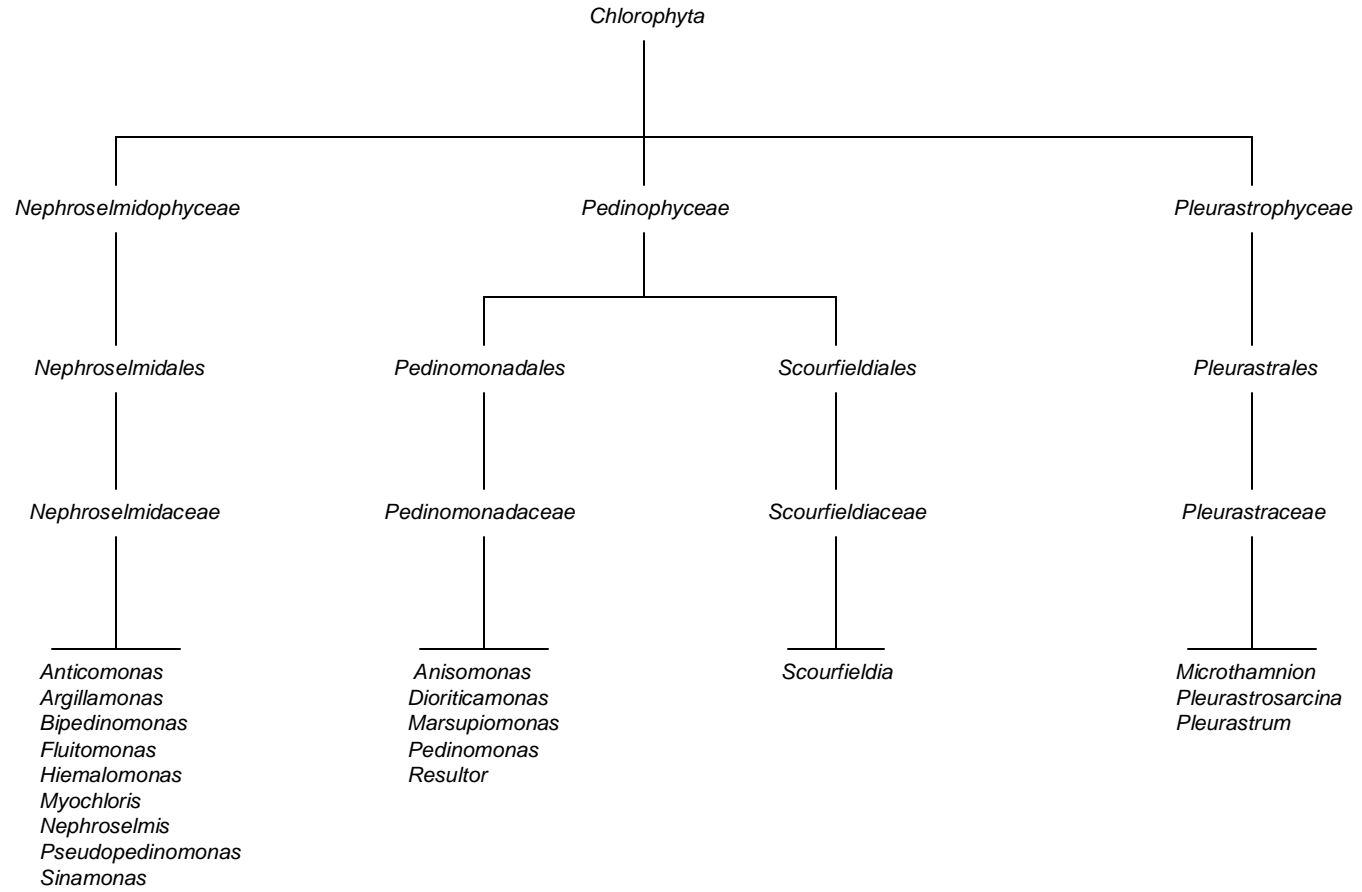 Chlorophyta
Nephroselmidophyceae
Pedinophyceae
Pleurastrophyceae
Nephroselmidales
Pedinomonadales
Scourfieldiales
Pleurastrales
Nephroselmidaceae
Pedinomonadaceae
Scourfieldiaceae
Pleurastraceae
Anticomonas
Argillamonas
Bipedinomonas
Fluitomonas
Hiemalomonas
Myochloris
Nephroselmis
Pseudopedinomonas
Sinamonas
Anisomonas
Dioriticamonas
Marsupiomonas
Pedinomonas
Resultor
Scourfieldia
Microthamnion
Pleurastrosarcina
Pleurastrum